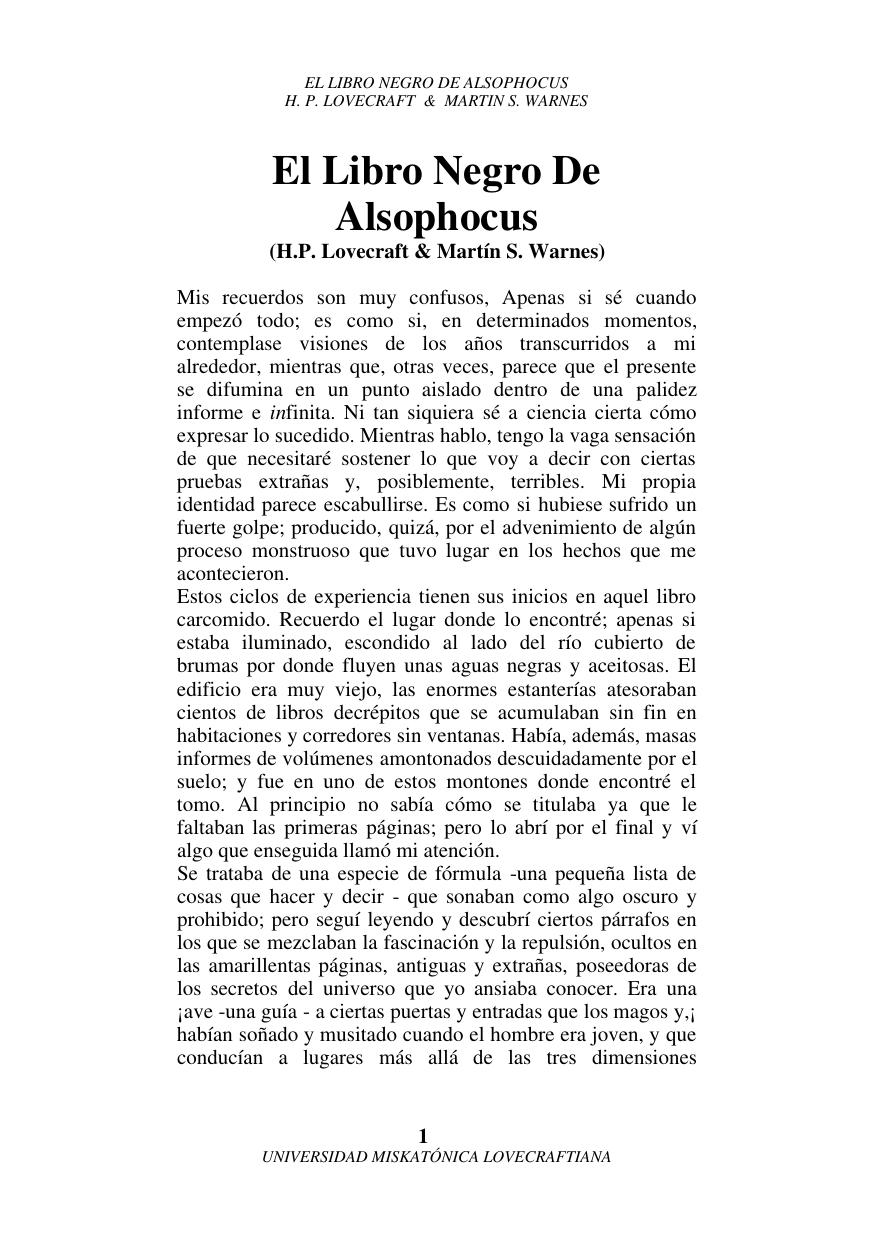 EL LIBRO NEGRO DE ALSOPHOCUS
H. P. LOVECRAFT & MARTIN S. WARNES
El Libro Negro De
Alsophocus
(H.P. Lovecraft & Martín S. Warnes)
Mis recuerdos son muy confusos, Apenas si sé cuando
empezó todo; es como si, en determinados momentos,
contemplase visiones de los años transcurridos a mi
alrededor, mientras que, otras veces, parece que el presente
se difumina en un punto aislado dentro de una palidez
informe e infinita. Ni tan siquiera sé a ciencia cierta cómo
expresar lo sucedido. Mientras hablo, tengo la vaga sensación
de que necesitaré sostener lo que voy a decir con ciertas
pruebas extrañas y, posiblemente, terribles. Mi propia
identidad parece escabullirse. Es como si hubiese sufrido un
fuerte golpe; producido, quizá, por el advenimiento de algún
proceso monstruoso que tuvo lugar en los hechos que me
acontecieron.
Estos ciclos de experiencia tienen sus inicios en aquel libro
carcomido. Recuerdo el lugar donde lo encontré; apenas si
estaba iluminado, escondido al lado del río cubierto de
brumas por donde fluyen unas aguas negras y aceitosas. El
edificio era muy viejo, las enormes estanterías atesoraban
cientos de libros decrépitos que se acumulaban sin fin en
habitaciones y corredores sin ventanas. Había, además, masas
informes de volúmenes amontonados descuidadamente por el
suelo; y fue en uno de estos montones donde encontré el
tomo. Al principio no sabía cómo se titulaba ya que le
faltaban las primeras páginas; pero lo abrí por el final y ví
algo que enseguida llamó mi atención.
Se trataba de una especie de fórmula -una pequeña lista de
cosas que hacer y decir - que sonaban como algo oscuro y
prohibido; pero seguí leyendo y descubrí ciertos párrafos en
los que se mezclaban la fascinación y la repulsión, ocultos en
las amarillentas páginas, antiguas y extrañas, poseedoras de
los secretos del universo que yo ansiaba conocer. Era una
¡ave -una guía - a ciertas puertas y entradas que los magos y,¡
habían soñado y musitado cuando el hombre era joven, y que
conducían a lugares más allá de las tres dimensiones
1
UNIVERSIDAD MISKATÓNICA LOVECRAFTIANA